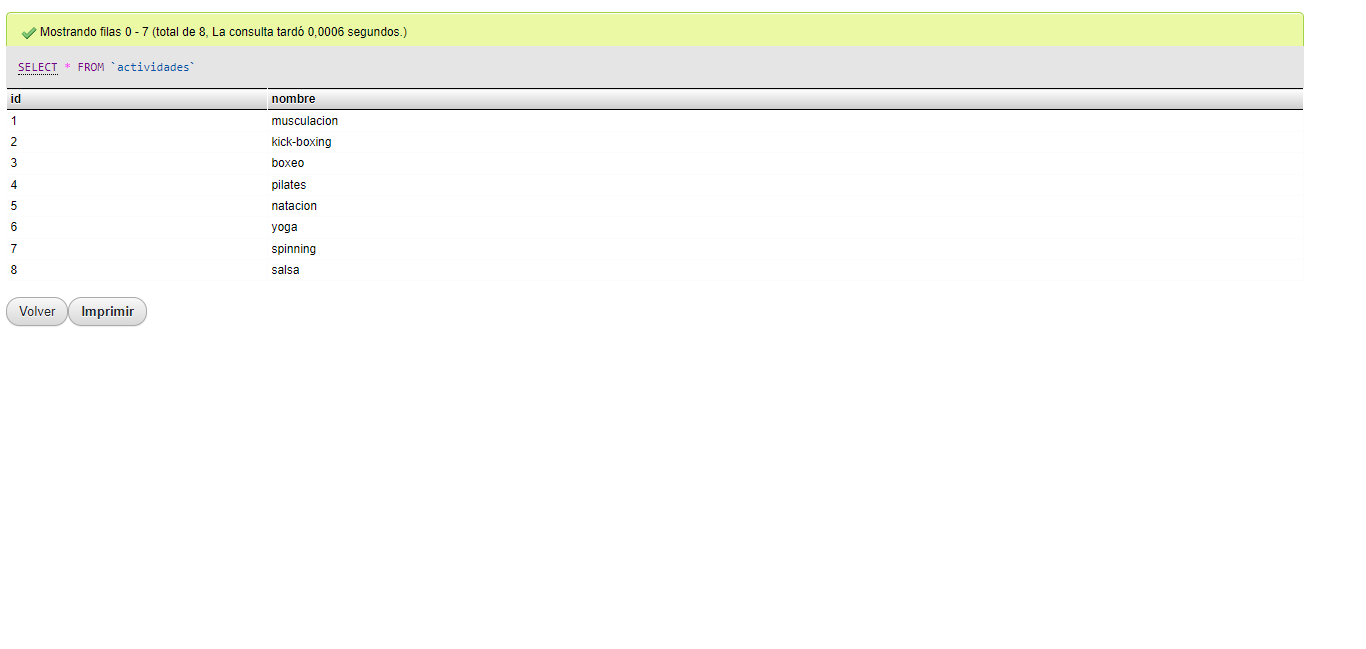 Mostrando filas 0 - 7 (total de 8, La consulta tardó 0,0006 segundos.)
SELECT * FROM `actividades`
id nombre
1 musculacion
2 kick-boxing
3 boxeo
4 pilates
5 natacion
6 yoga
7 spinning
8 salsa
Volver Imprimir